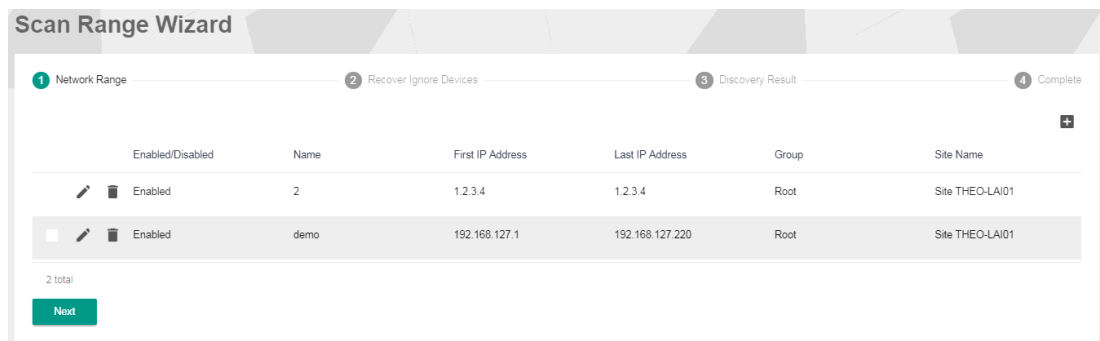 Scan Range Wizard
1 Network Range 2 Recover Ignore Devices 3 Discovery Result 4 Complete
Enabled/Disabled Name First IP Address Last IP Address Group Site Name
Enabled 2 1.2.3.4 1.2.3.4 Root Site THEO-LAI01
Enabled demo 192.168.127.1 192.168.127.220 Root Site THEO-LAI01
2 total
Next